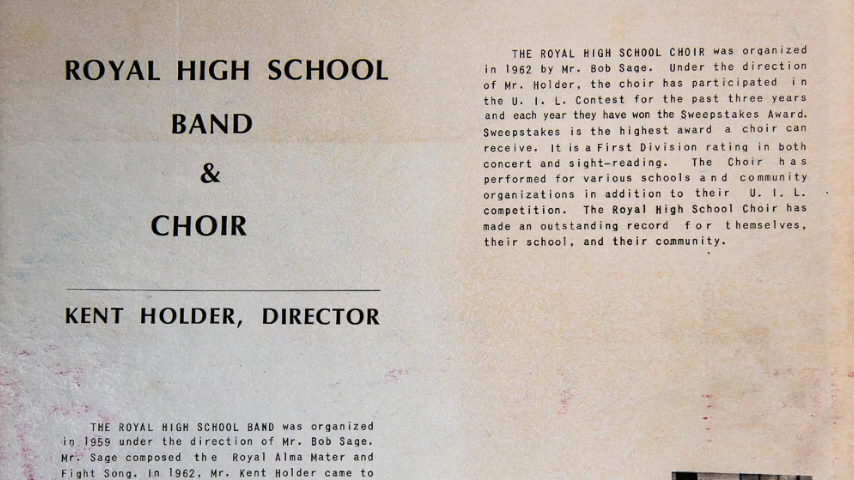 ROYAL HIGH SCHOOL
BAND
&
CHOIR
KENT HOLDER, DIRECTOR
THE ROYAL HIGH SCHOOL BAND was organized
in 1959 under the direction of Mr. Bob Sage.
Mr. Sage composed the Royal Alma Mater and
Fight Song. In 1962, Mr. Kent Holder came to
THE ROYAL HIGH SCHOOL CHOIR was organized
in 1962 by Mr. Bob Sage. Under the direction
of Mr. Holder, the choir has participated in
the U. I. L. Contest for the past three years
and each year they have won the Sweepstakes Award.
Sweepstakes is the highest award a choir can
receive. It is a First Division rating in both
concert and sight-reading. The Choir has
performed for various schools and community
organizations in addition to their U. I. L.
competition. The Royal High School Choir has
made an outstanding record for themselves,
their school, and their community.